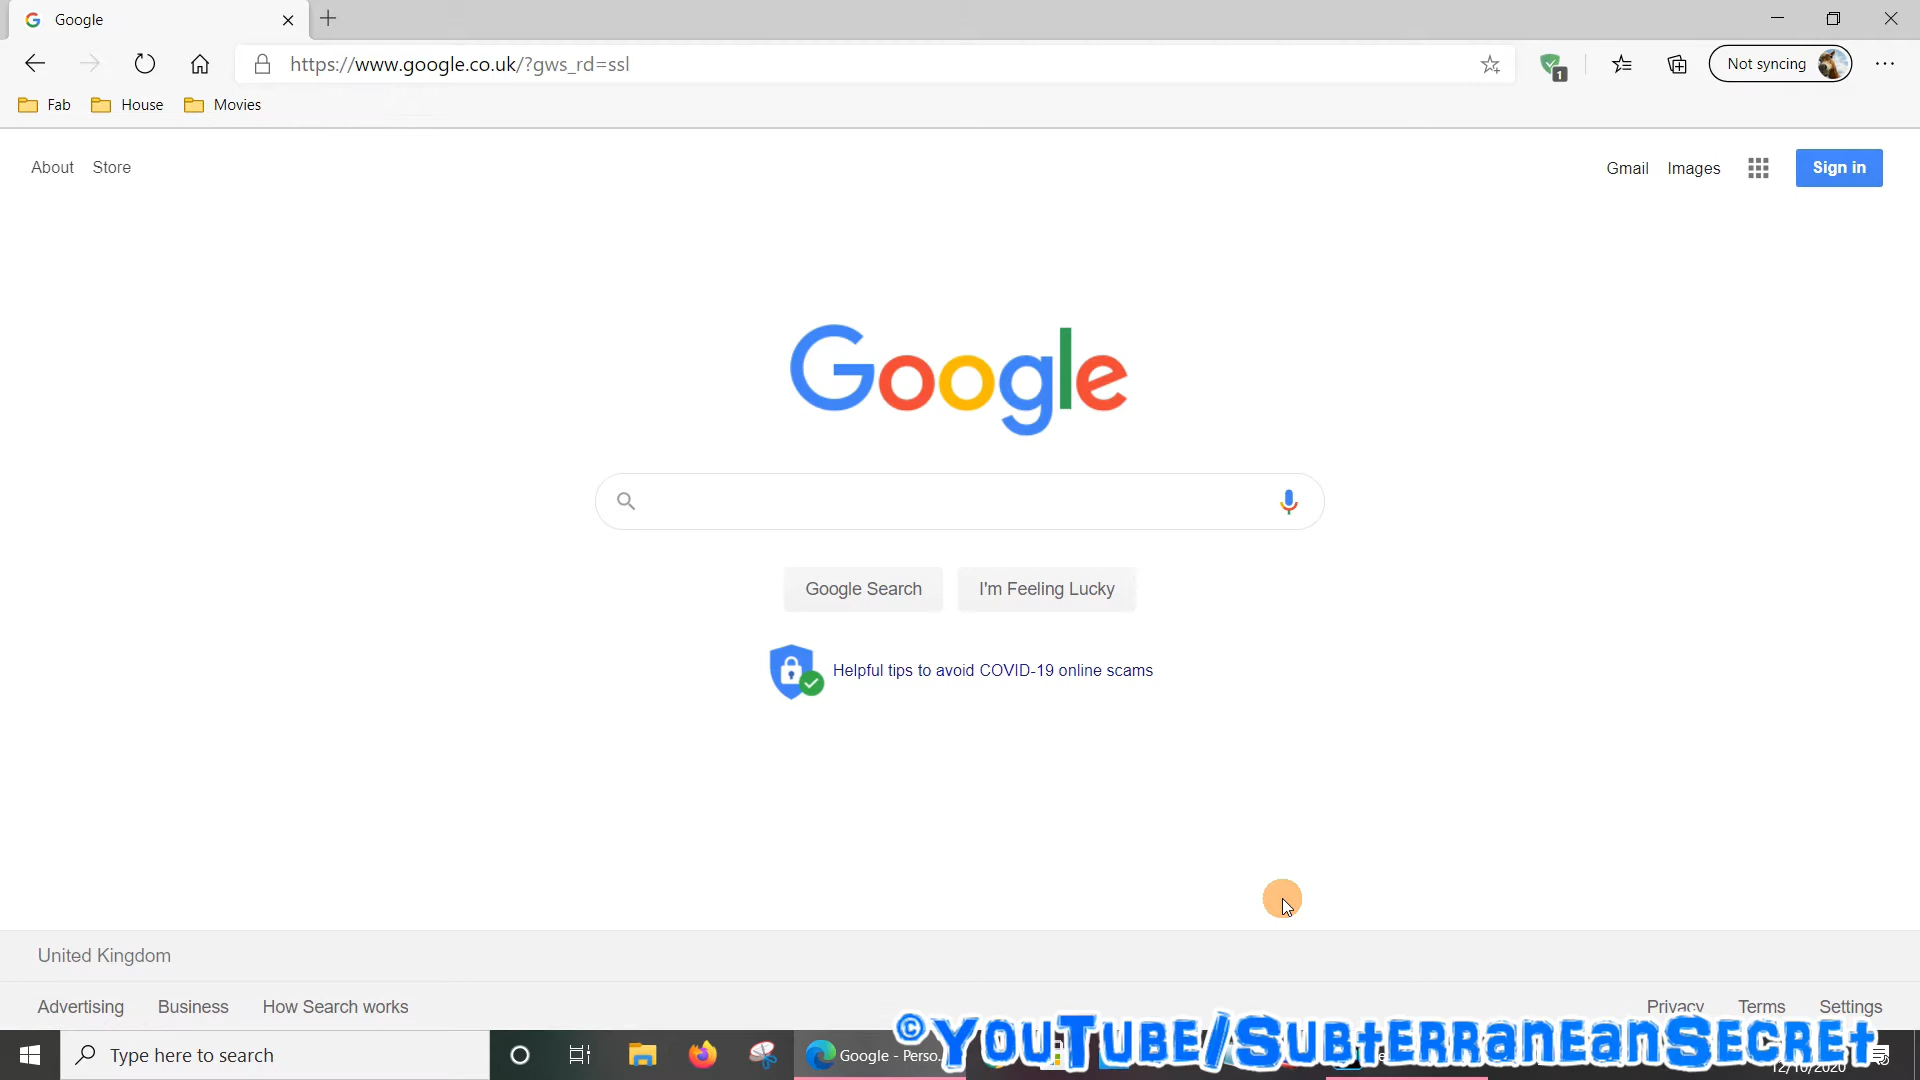 Google
https://www.google.co.uk/?gws_rd=ssl
1
Not syncing
Fab House Movies
About Store
Gmail Images Sign in
Google
Google Search I'm Feeling Lucky
Helpful tips to avoid COVID-19 online scams
United Kingdom
Advertising Business How Search works
Privacy Terms Settings
Type here to search
Google - Perso...
©YouTube/SubterraneanSecret
12/10/2020